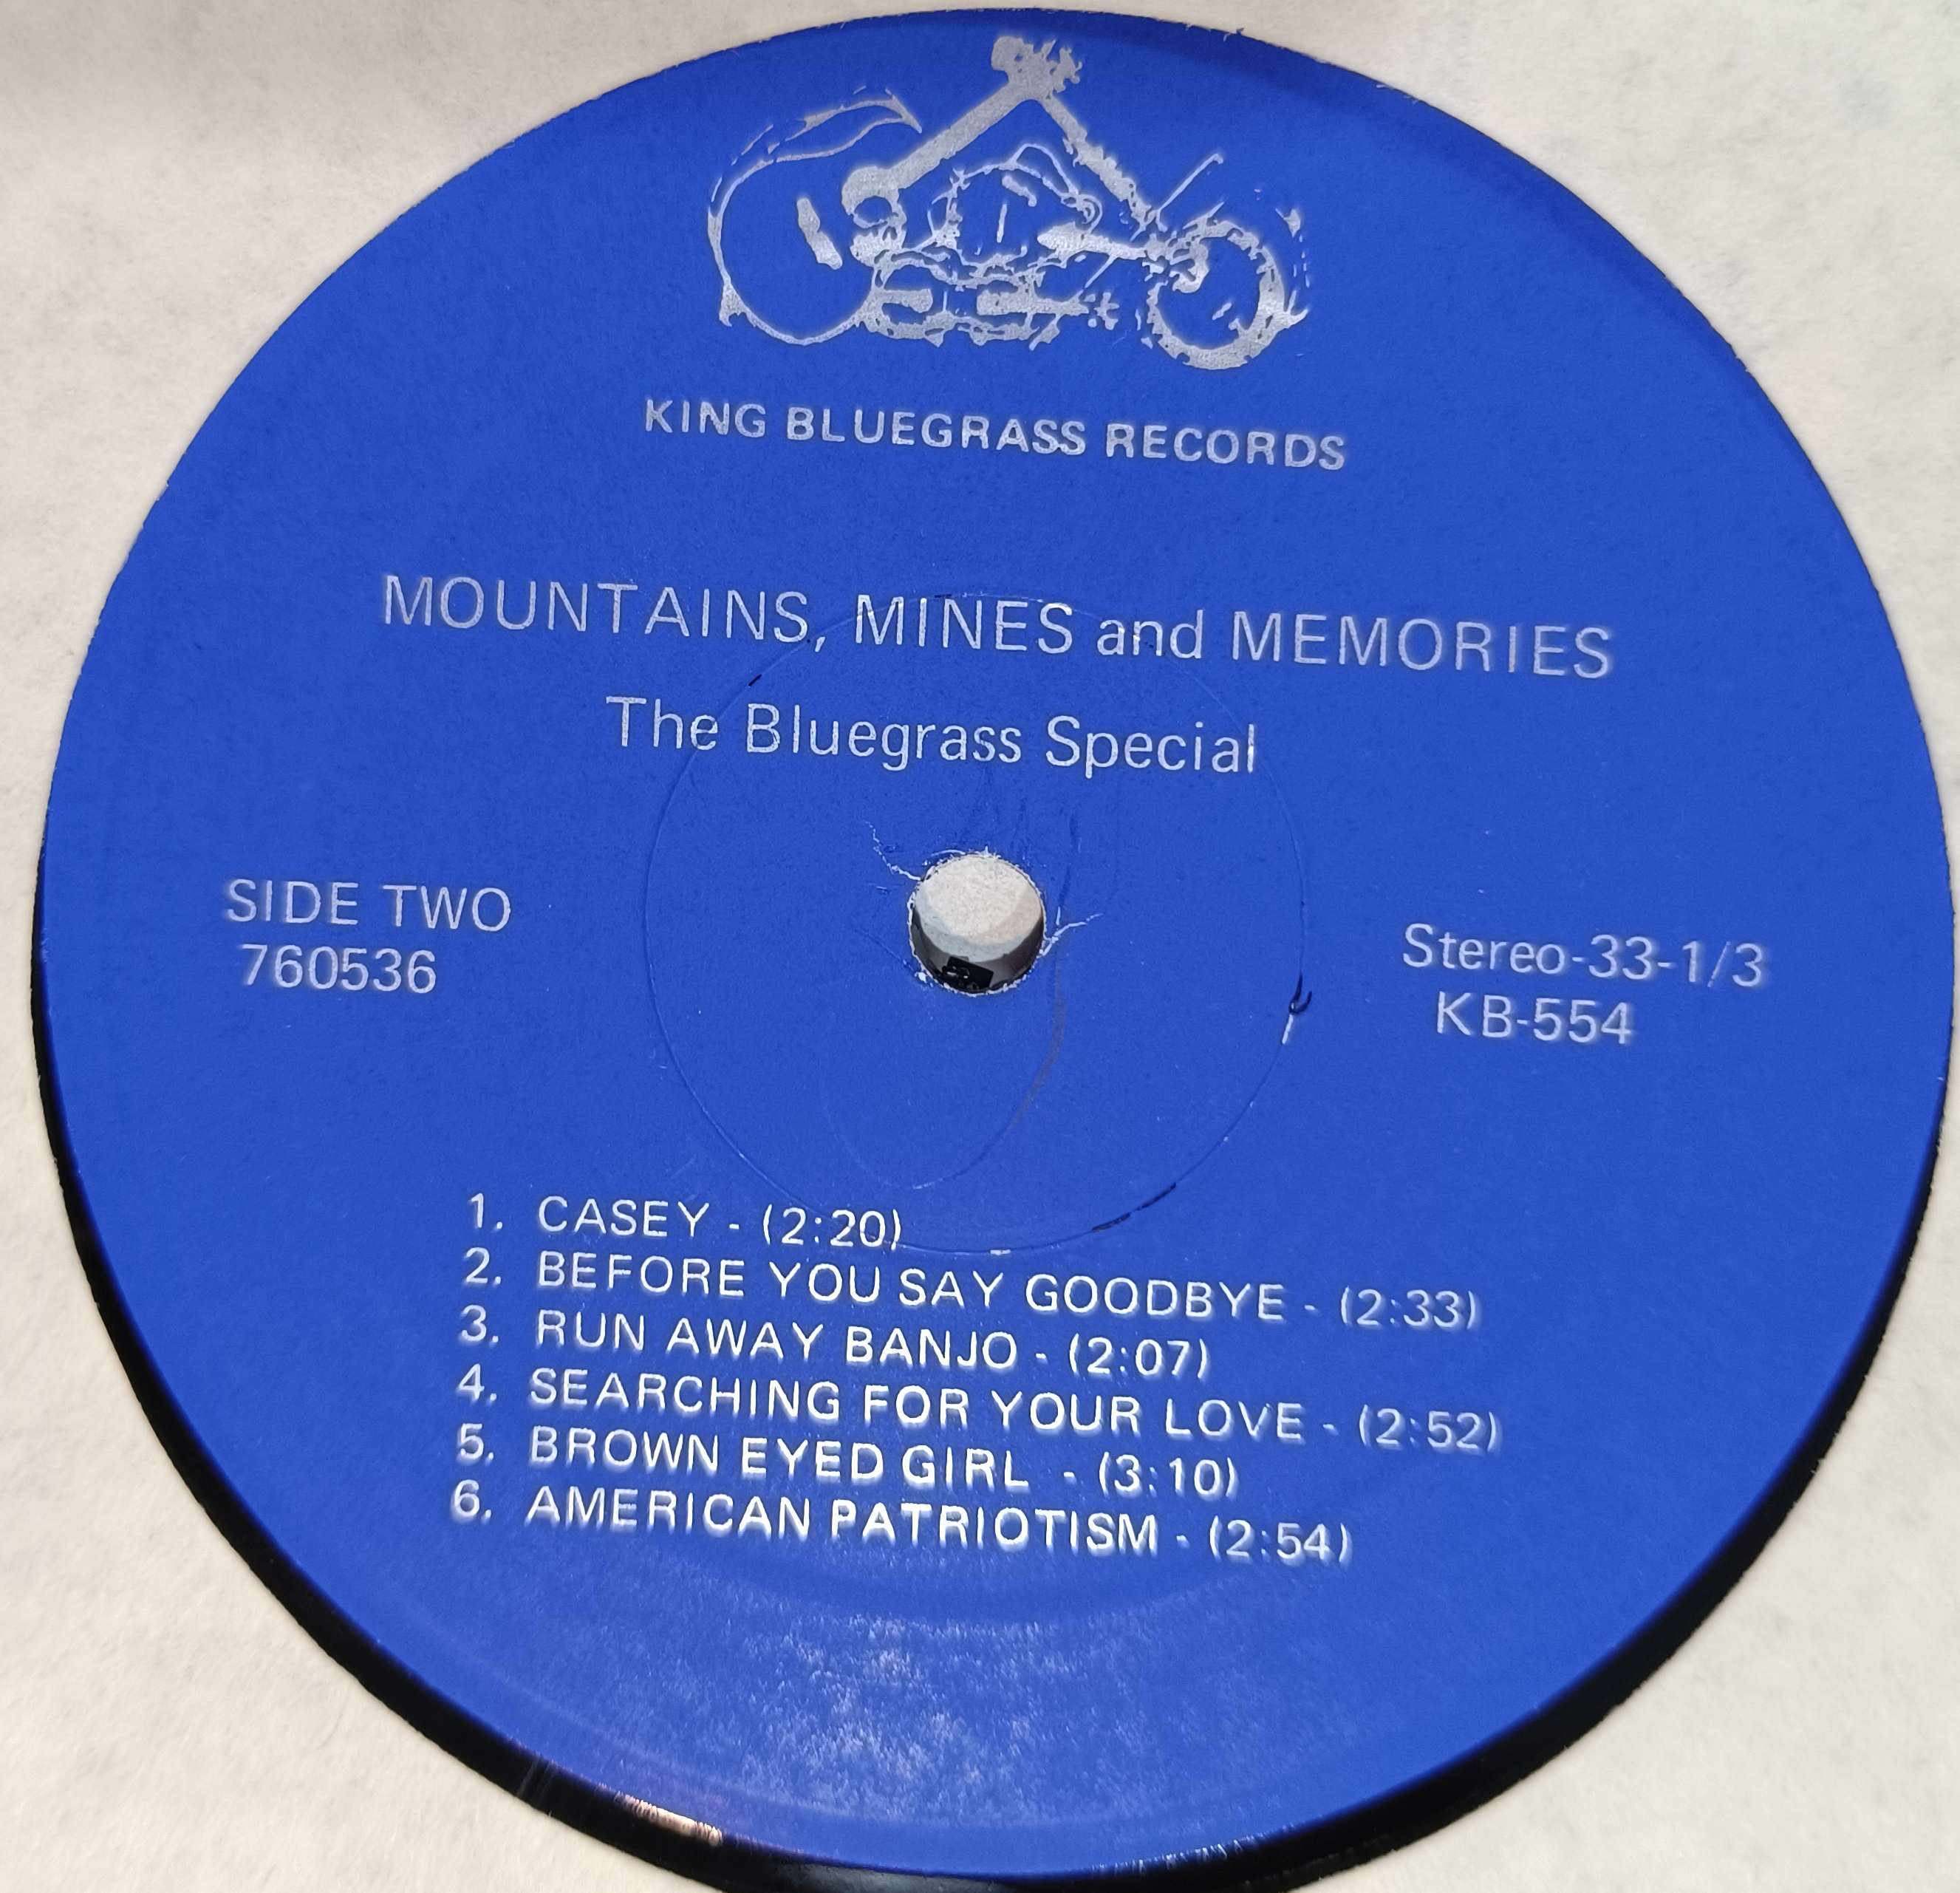 KING BLUEGRASS RECORDS
MOUNTAINS, MINES and MEMORIES
The Bluegrass Special
SIDE TWO
760536
Stereo-33-1/3
KB-554
1. CASEY - (2:20)
2. BEFORE YOU SAY GOODBYE - (2:33)
3. RUN AWAY BANJO - (2:07)
4. SEARCHING FOR YOUR LOVE - (2:52)
5. BROWN EYED GIRL - (3:10)
6. AMERICAN PATRIOTISM - (2:54)